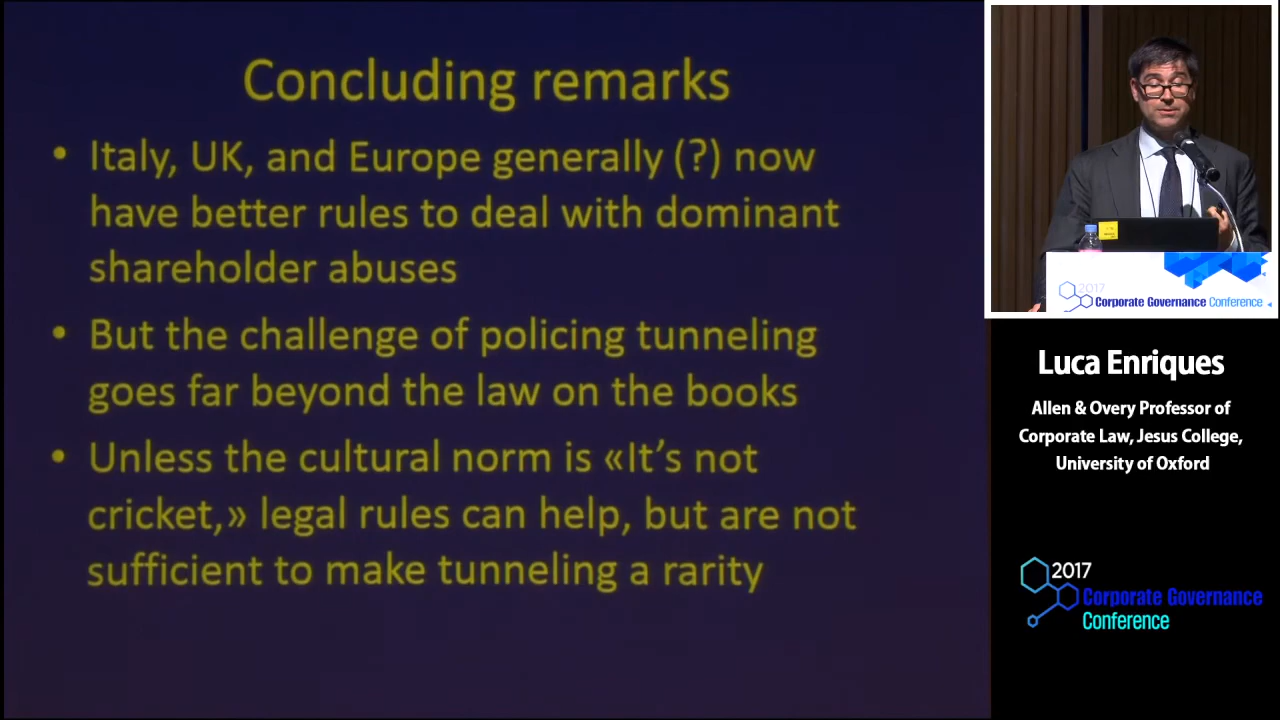 Concluding remarks
• Italy, UK, and Europe generally (?) now
have better rules to deal with dominant
shareholder abuses
• But the challenge of policing tunneling
goes far beyond the law on the books
• Unless the cultural norm is «It's not
cricket,» legal rules can help, but are not
sufficient to make tunneling a rarity
2017
Corporate Governance Conference
Luca Enriques
Allen & Overy Professor of
Corporate Law, Jesus College,
University of Oxford
2017
Corporate Governance
Conference